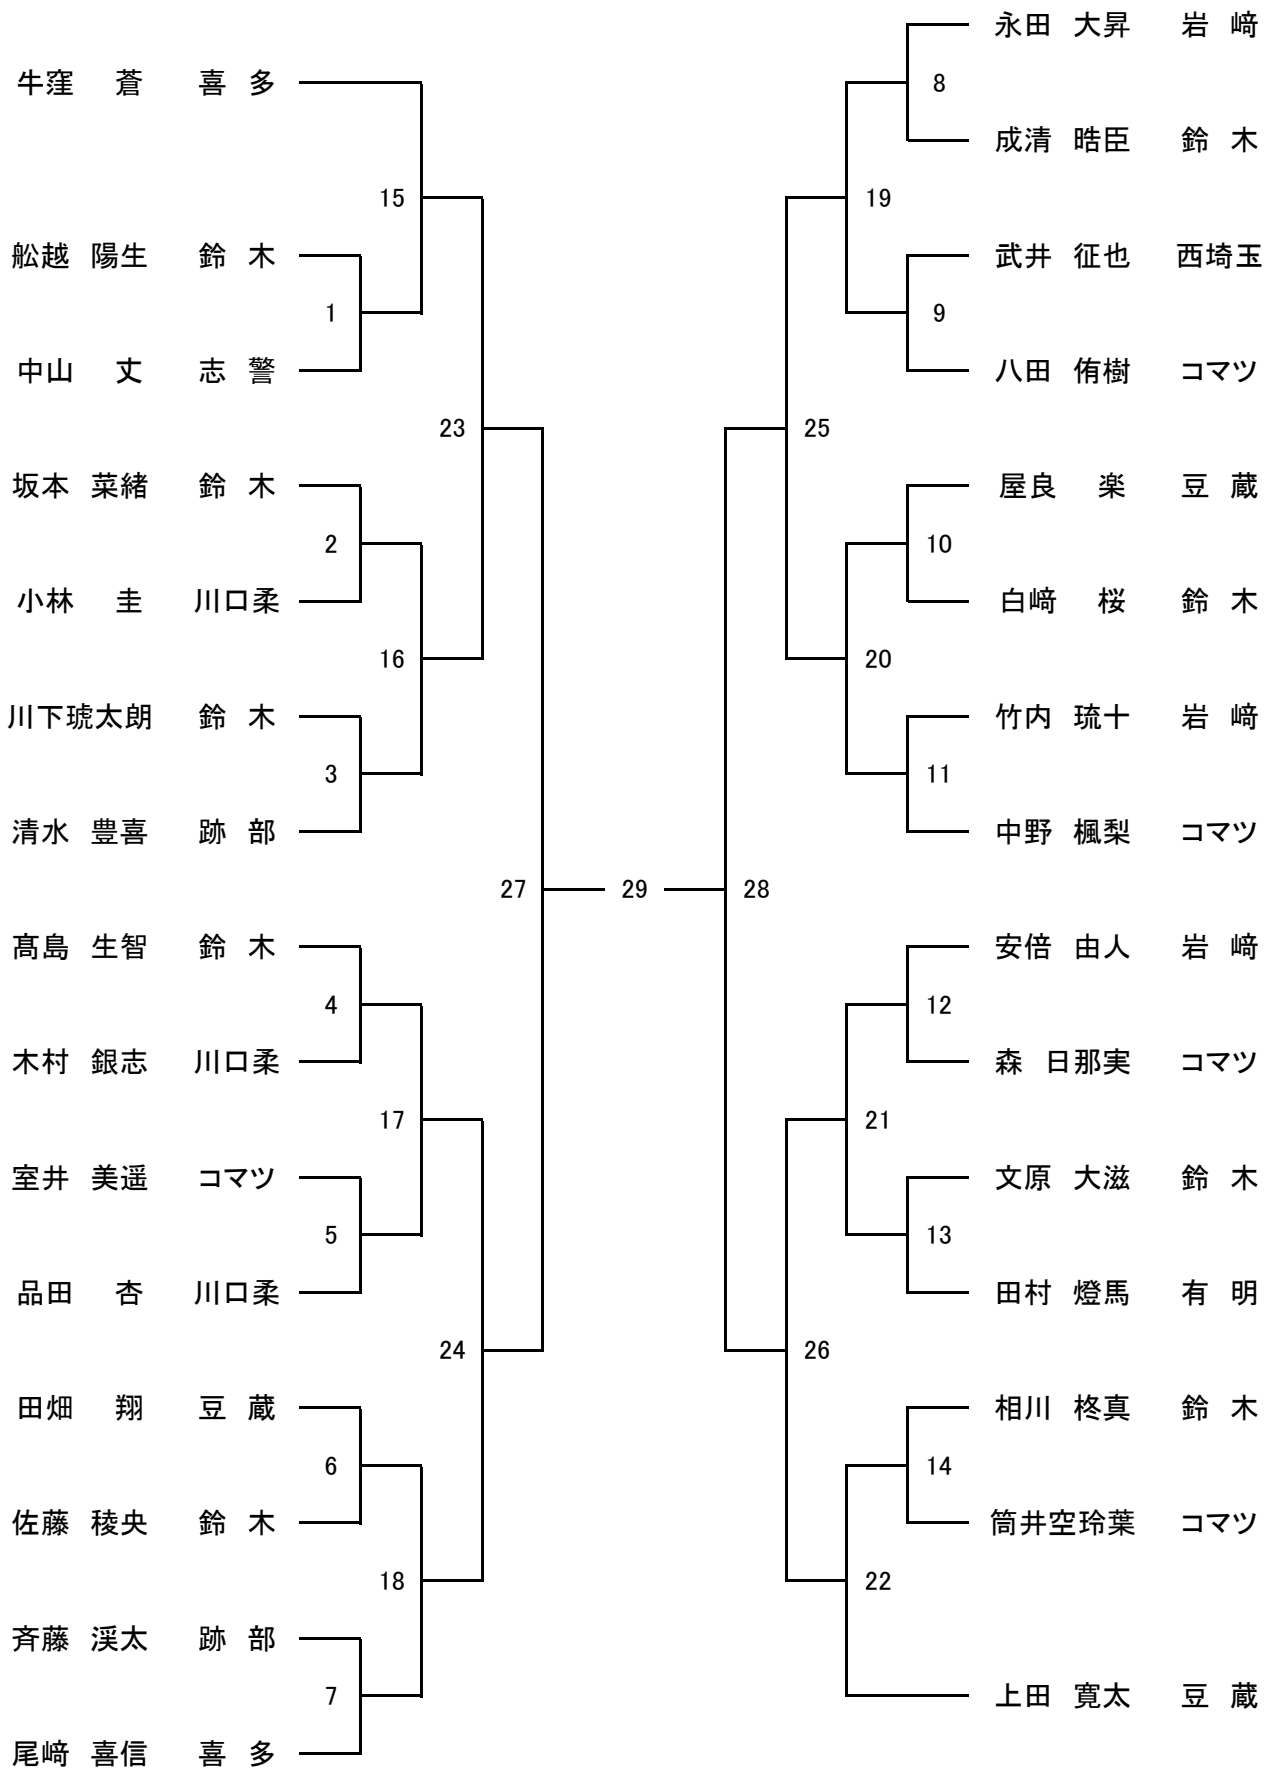 牛窪 蒼 喜 多
舩越 陽生 鈴 木
中山 丈 志 警
坂本 菜緒 鈴 木
小林 圭 川口柔
川下琥太朗 鈴 木
清水 豊喜 跡 部
髙島 生智 鈴 木
木村 銀志 川口柔
室井 美遥 コマツ
品田 杏 川口柔
田畑 翔 豆 蔵
佐藤 稜央 鈴 木
斉藤 渓太 跡 部
尾﨑 喜信 喜 多
1
2
3
4
5
6
7
15
16
17
18
23
24
27
29
28
25
26
19
20
21
22
8
9
10
11
12
13
14
永田 大昇 岩 﨑
成清 晧臣 鈴 木
武井 征也 西埼玉
八田 侑樹 コマツ
屋良 楽 豆 蔵
白﨑 桜 鈴 木
竹内 琉十 岩 﨑
中野 楓梨 コマツ
安倍 由人 岩 﨑
森 日那実 コマツ
文原 大滋 鈴 木
田村 燈馬 有 明
相川 柊真 鈴 木
筒井空玲葉 コマツ
上田 寛太 豆 蔵